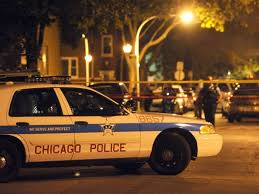 WE SERVE AND PROTECT
CHICAGO POLICE
8657